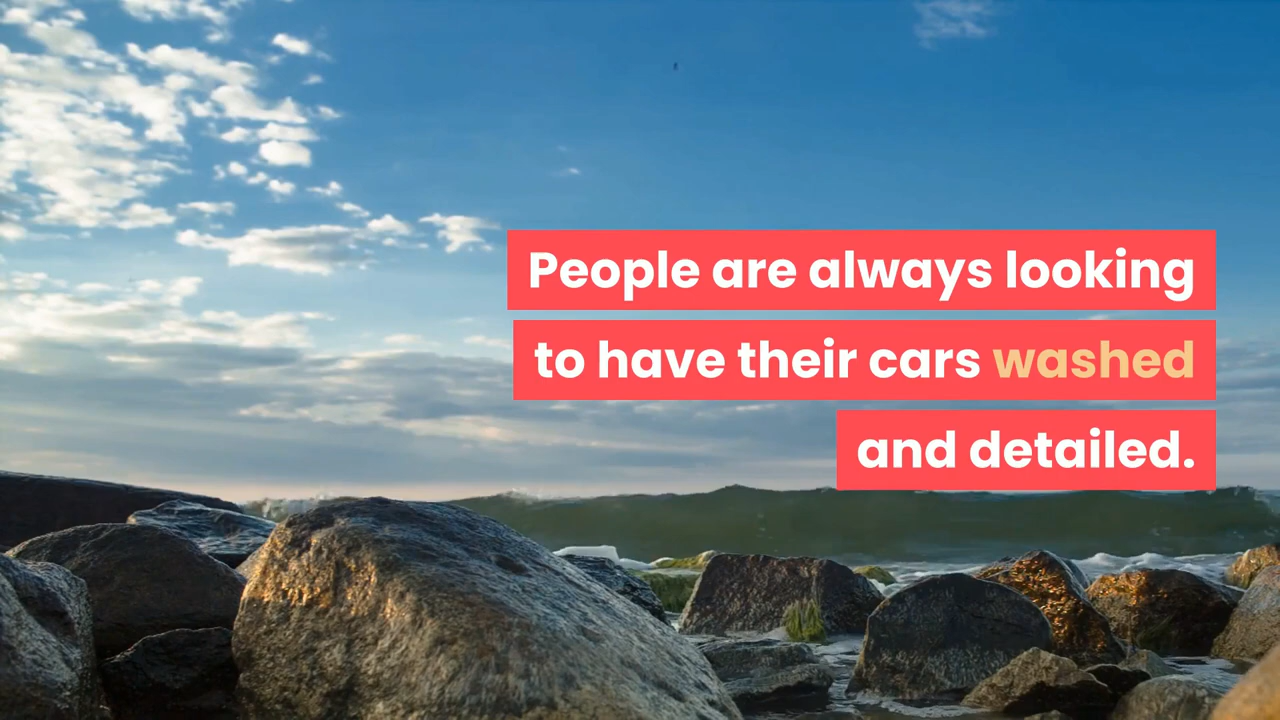 People are always looking
to have their cars washed
and detailed.